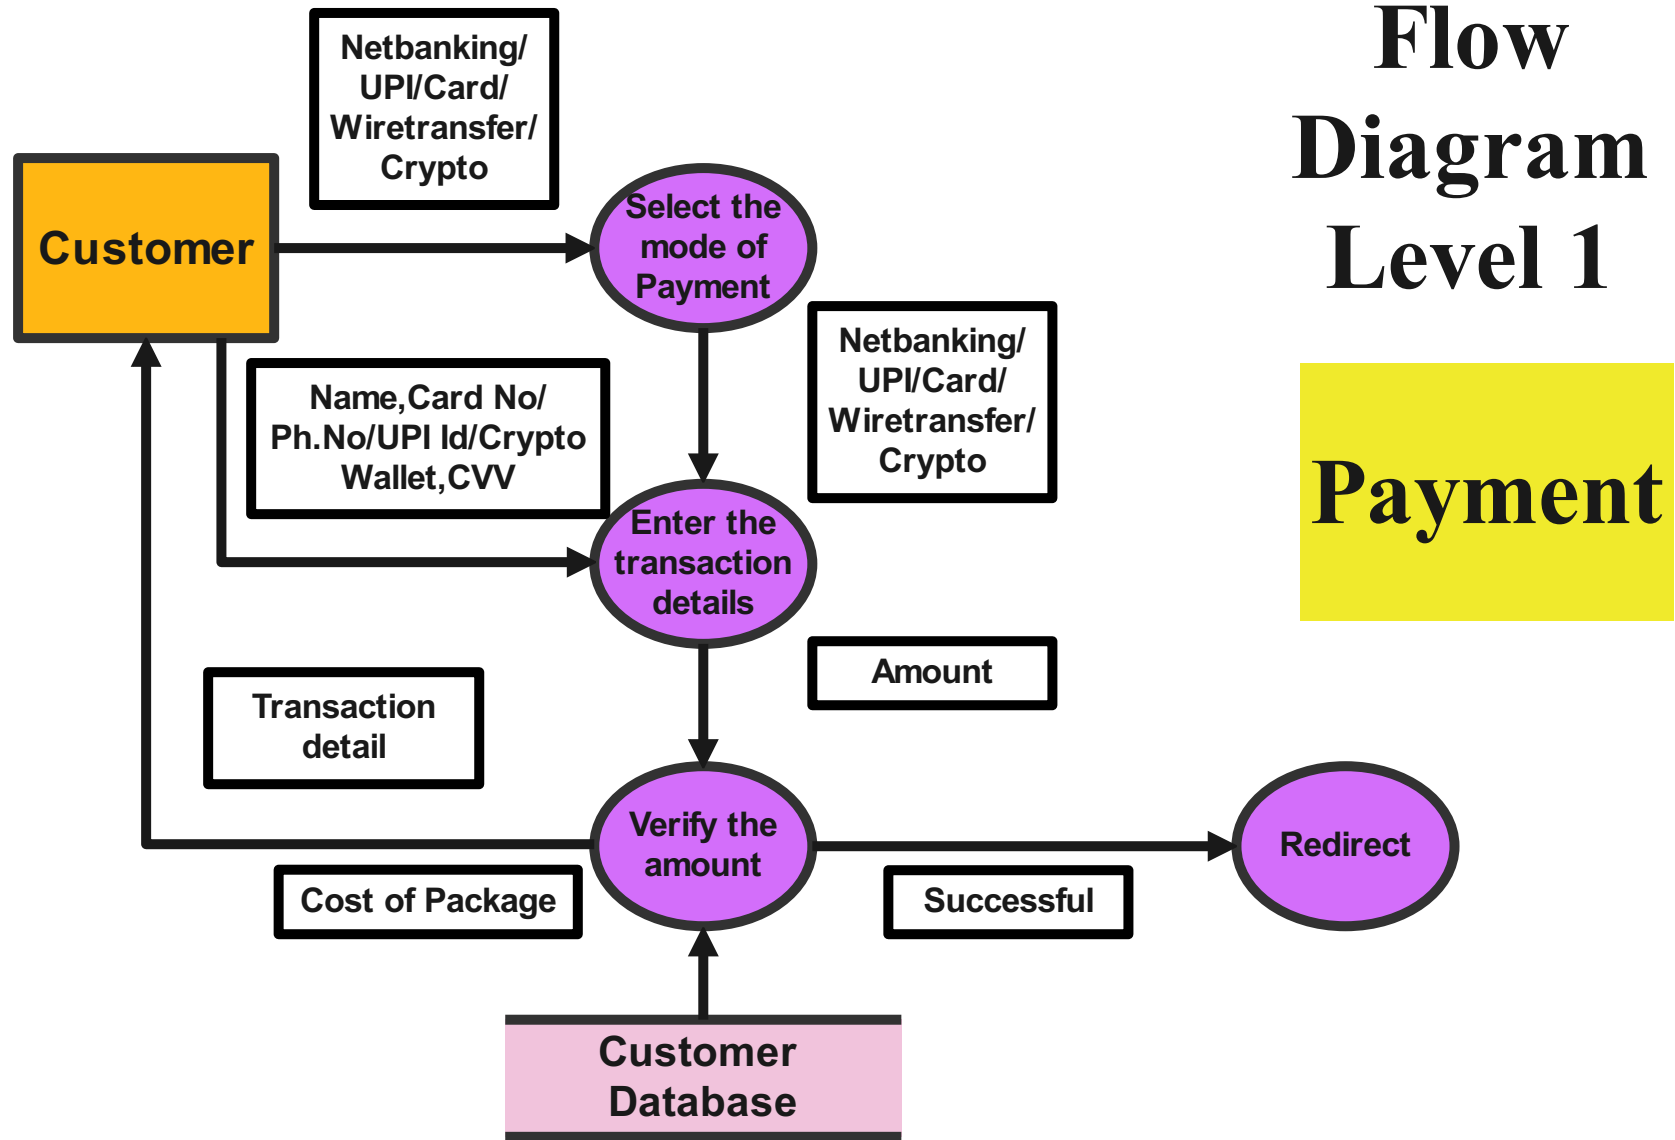 Flow
Diagram
Level 1
Payment
Netbanking/
UPI/Card/
Wiretransfer/
Crypto
Customer
Select the
mode of
Payment
Netbanking/
UPI/Card/
Wiretransfer/
Crypto
Name,Card No/
Ph.No/UPI Id/Crypto
Wallet,CVV
Enter the
transaction
details
Amount
Transaction
detail
Verify the
amount
Redirect
Cost of Package
Successful
Customer
Database